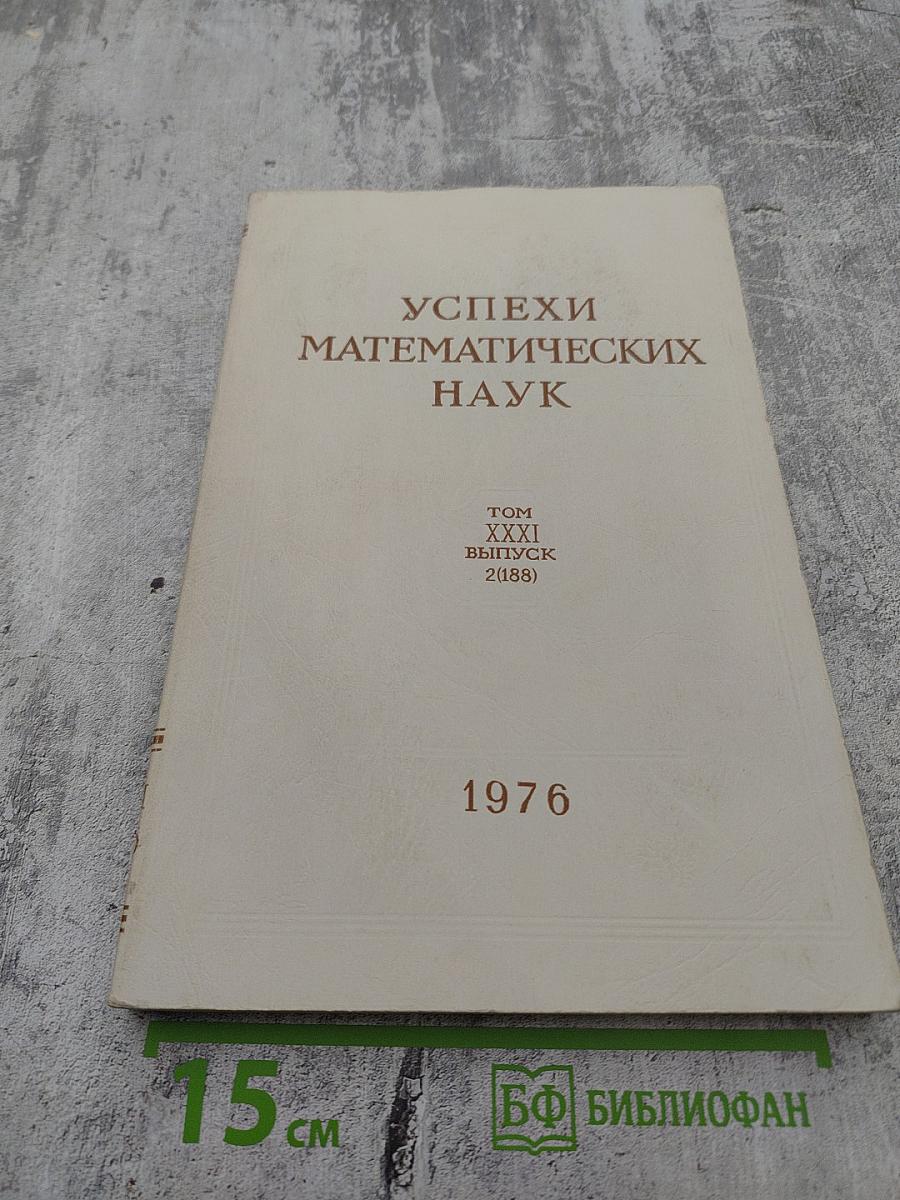 УСПЕХИ
МАТЕМАТИЧЕСКИХ
НАУК
ТОМ
XXXI
ВЫПУСК
2(188)
1976
15 см
БФ БИБЛИОФАН